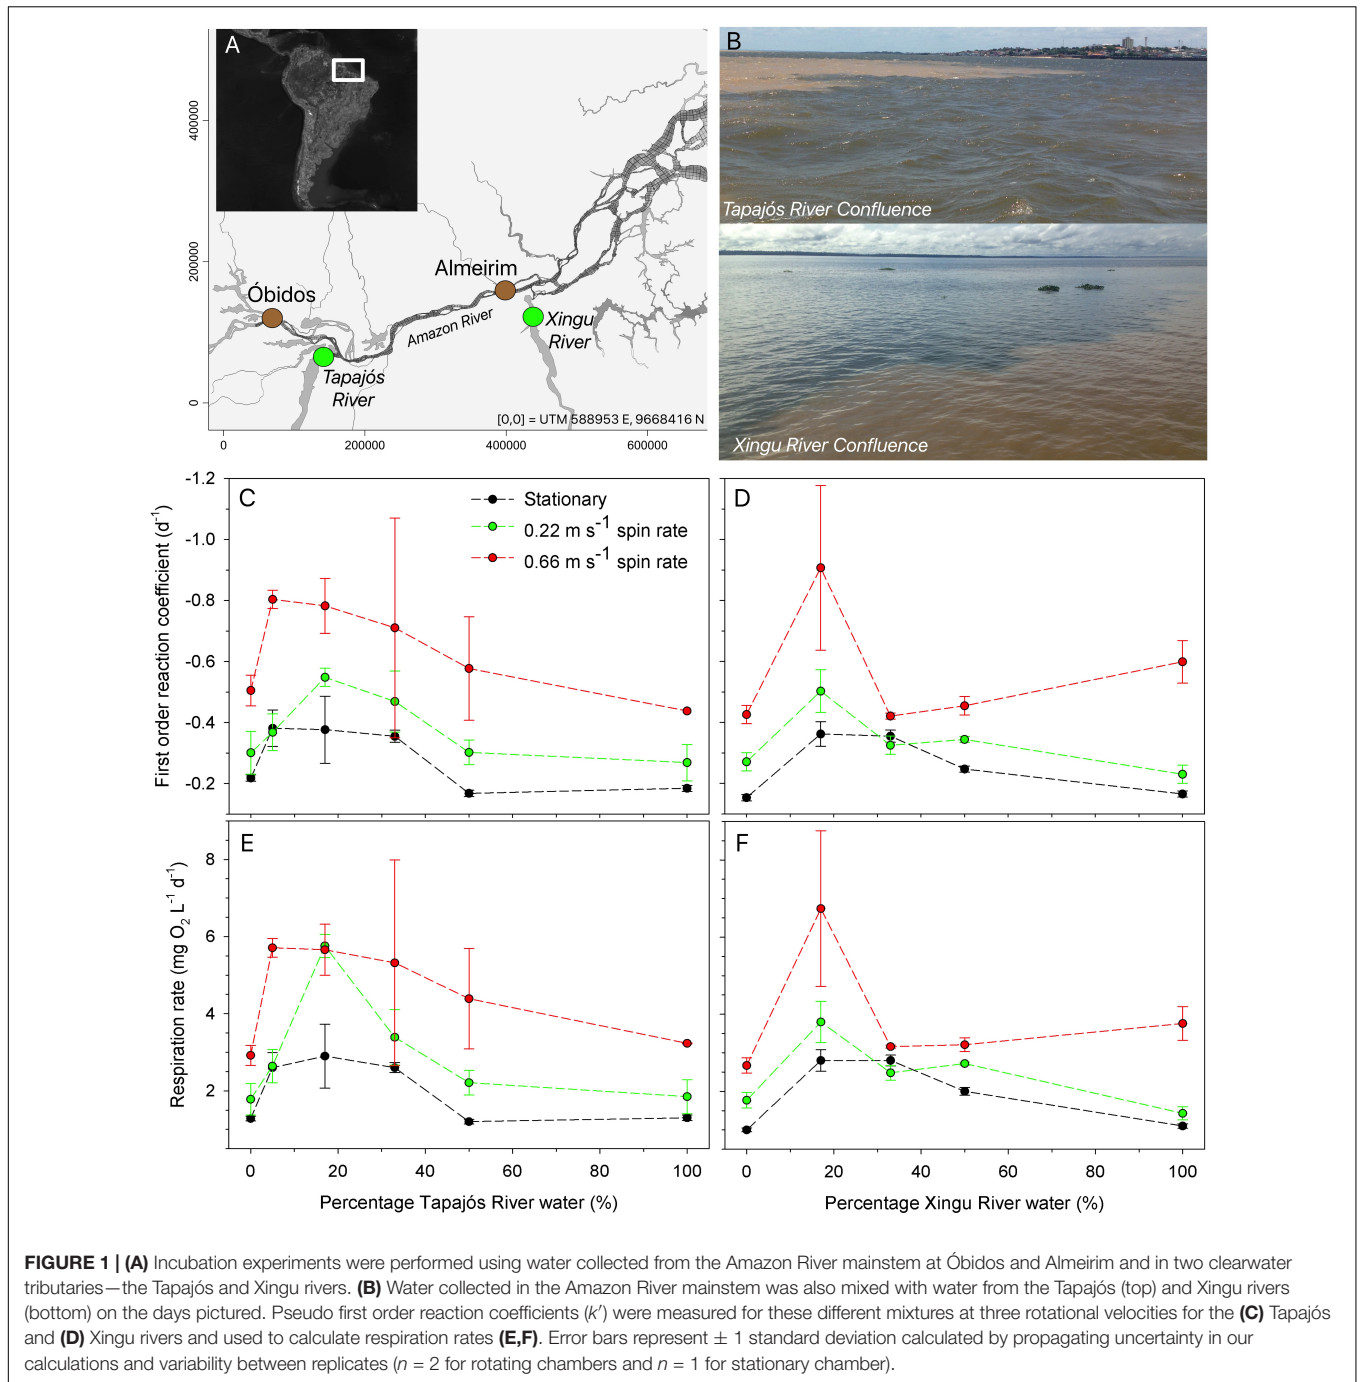 A
400000
200000
0
Óbidos
Almeirim
Amazon River
Xingu
River
Tapajós
River
[0,0] = UTM 588953 E, 9668416 N
0
200000
400000
600000
B
Tapajós River Confluence
Xingu River Confluence
C
Stationary
0.22 m s⁻¹ spin rate
0.66 m s⁻¹ spin rate
First order reaction coefficient (d⁻¹)
-1.2
-1.0
-0.8
-0.6
-0.4
-0.2
D
E
Respiration rate (mg O₂ L⁻¹ d⁻¹)
8
6
4
2
0 20 40 60 80 100
Percentage Tapajós River water (%)
F
0 20 40 60 80 100
Percentage Xingu River water (%)
FIGURE 1 | (A) Incubation experiments were performed using water collected from the Amazon River mainstem at Óbidos and Almeirim and in two clearwater
tributaries—the Tapajós and Xingu rivers. (B) Water collected in the Amazon River mainstem was also mixed with water from the Tapajós (top) and Xingu rivers
(bottom) on the days pictured. Pseudo first order reaction coefficients (k′) were measured for these different mixtures at three rotational velocities for the (C) Tapajós
and (D) Xingu rivers and used to calculate respiration rates (E,F). Error bars represent ± 1 standard deviation calculated by propagating uncertainty in our
calculations and variability between replicates (n = 2 for rotating chambers and n = 1 for stationary chamber).